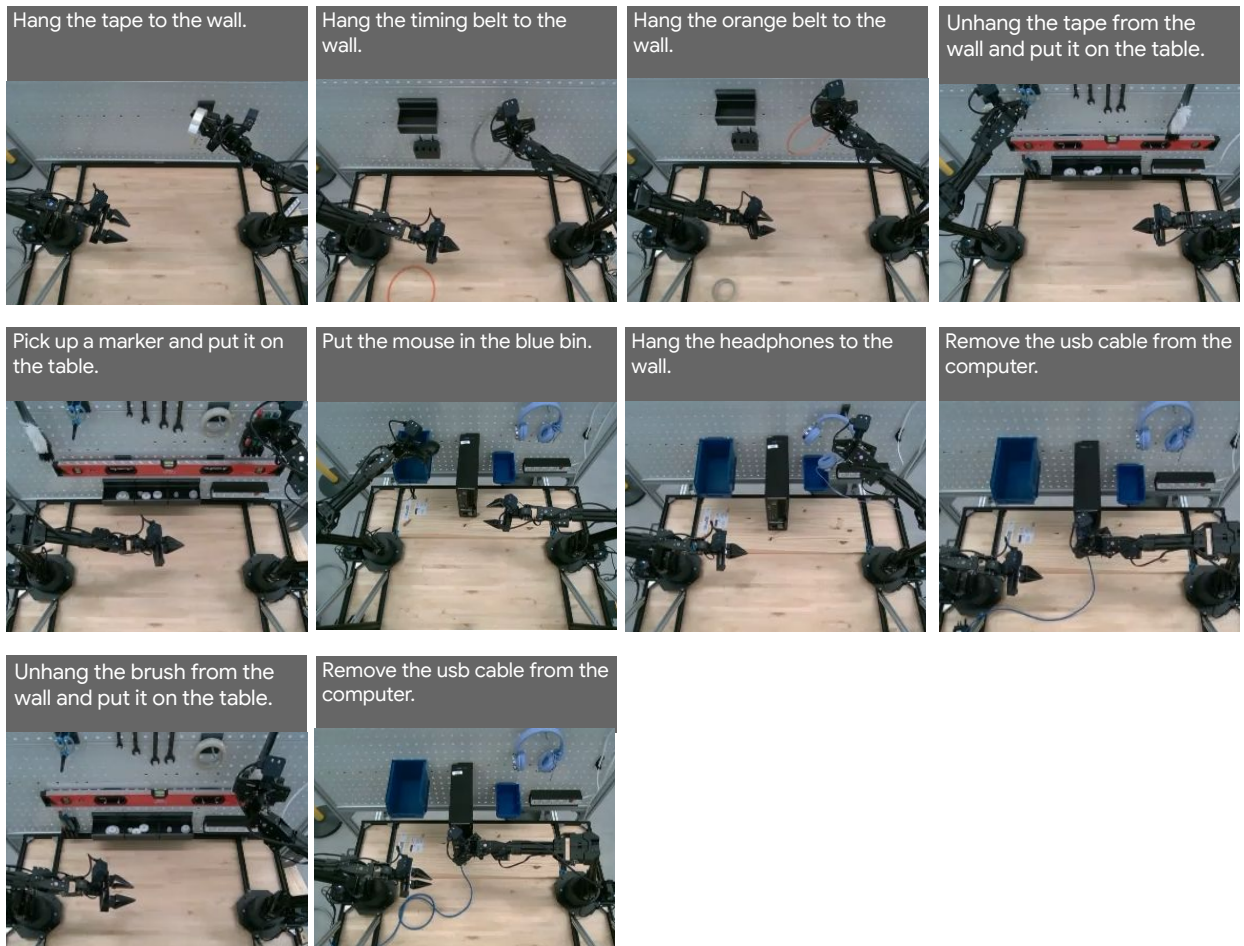 Hang the tape to the wall.
Hang the timing belt to the
wall.
Hang the orange belt to the
wall.
Unhang the tape from the
wall and put it on the table.
Pick up a marker and put it on
the table.
Put the mouse in the blue bin.
Hang the headphones to the
wall.
Remove the usb cable from the
computer.
Unhang the brush from the
wall and put it on the table.
Remove the usb cable from the
computer.